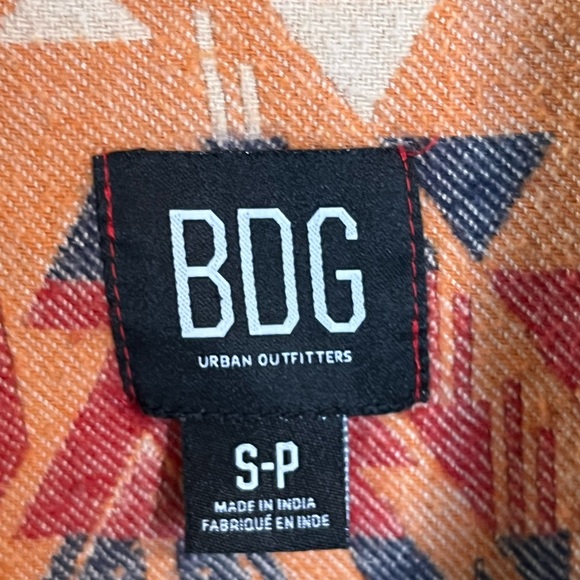 BDG
URBAN OUTFITTERS
S-P
MADE IN INDIA
FABRIQUÉ EN INDE